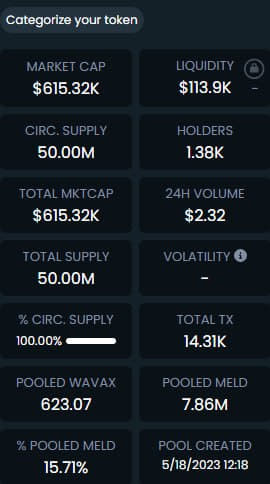 Categorize your token
MARKET CAP
$615.32K
LIQUIDITY
$113.9K
-
CIRC. SUPPLY
50.00M
HOLDERS
1.38K
TOTAL MKTCAP
$615.32K
24H VOLUME
$2.32
TOTAL SUPPLY
50.00M
VOLATILITY
-
% CIRC. SUPPLY
100.00%
TOTAL TX
14.31K
POOLED WAVAX
623.07
POOLED MELD
7.86M
% POOLED MELD
15.71%
POOL CREATED
5/18/2023 12:18